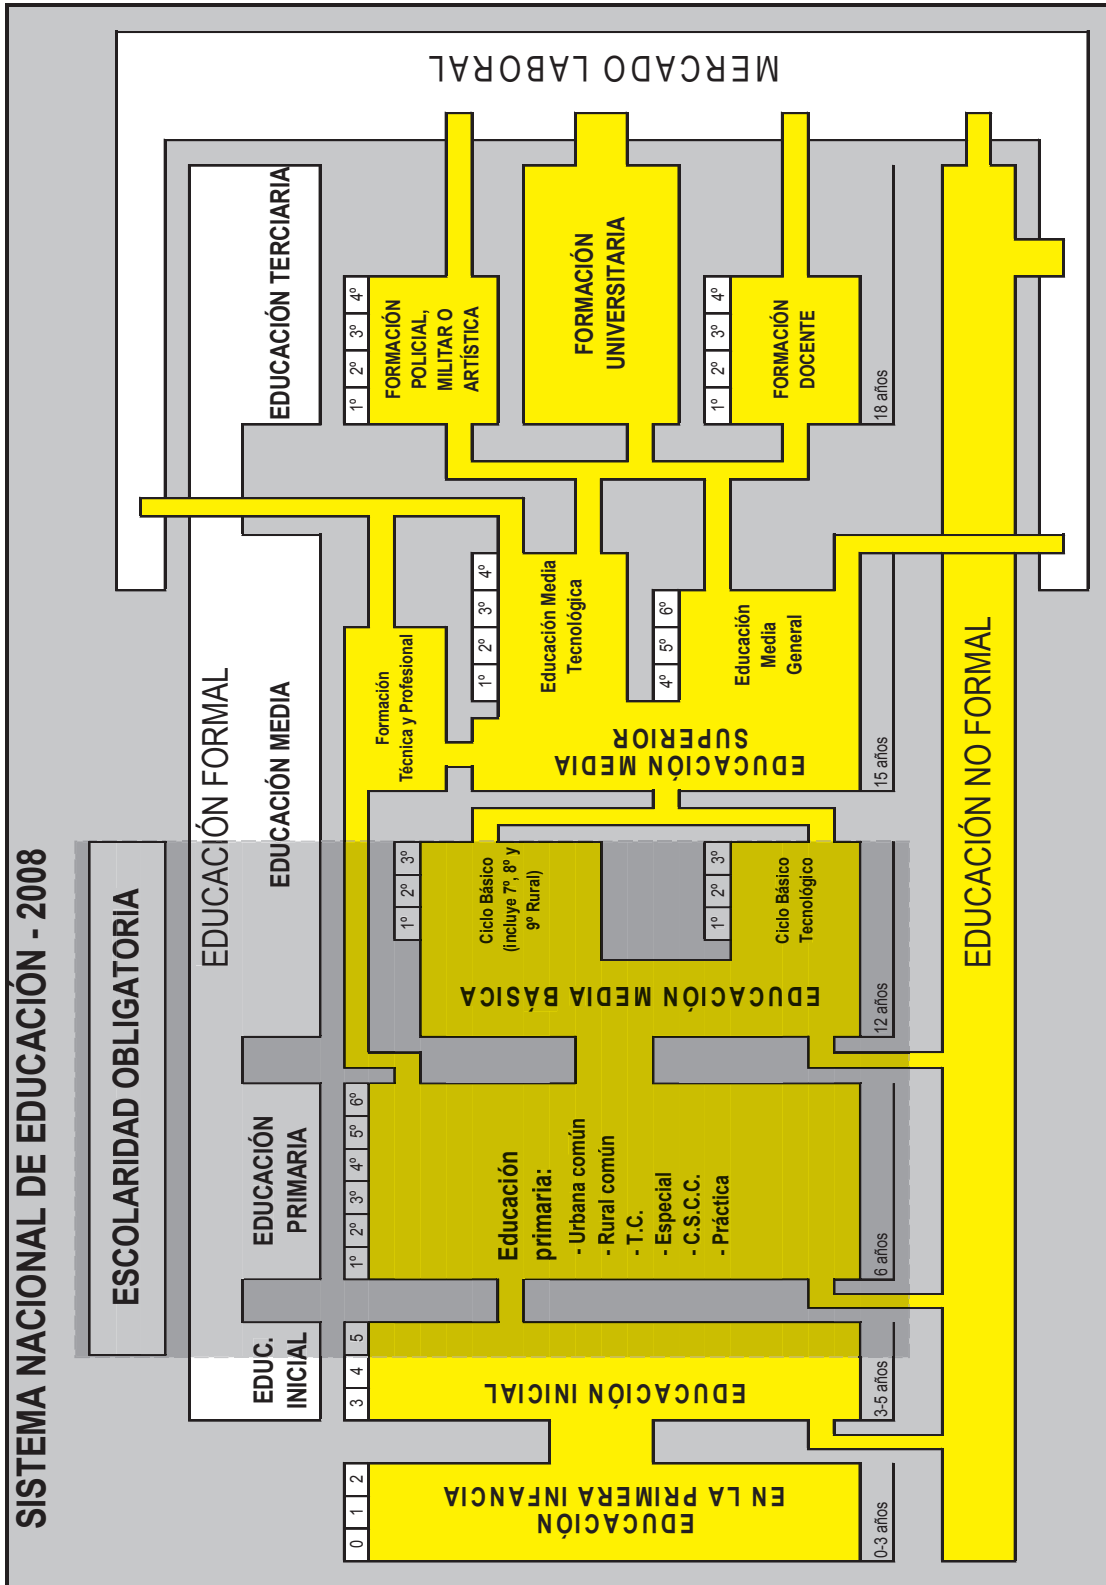 SISTEMA NACIONAL DE EDUCACIÓN - 2008
ESCOLARIDAD OBLIGATORIA
EDUCACIÓN FORMAL
EDUC.
INICIAL
EDUCACIÓN
PRIMARIA
EDUCACIÓN MEDIA
EDUCACIÓN TERCIARIA
MERCADO LABORAL
0 1 2
EDUCACIÓN
EN LA PRIMERA INFANCIA
0-3 años
3 4 5
EDUCACIÓN INICIAL
3-5 años
1º 2º 3º 4º 5º 6º
Educación
primaria:
- Urbana común
- Rural común
- T.C.
- Especial
- C.S.C.C.
- Práctica
6 años
EDUCACIÓN MEDIA BÁSICA
1º 2º 3º
Ciclo Básico
(incluye 7º, 8º y
9º Rural)
1º 2º 3º
Ciclo Básico
Tecnológico
12 años
Formación
Técnica y Profesional
EDUCACIÓN MEDIA
SUPERIOR
1º 2º 3º 4º
Educación Media
Tecnológica
4º 5º 6º
Educación
Media
General
15 años
1º 2º 3º 4º
FORMACIÓN
POLICIAL,
MILITAR O
ARTÍSTICA
FORMACIÓN
UNIVERSITARIA
1º 2º 3º 4º
FORMACIÓN
DOCENTE
18 años
EDUCACIÓN NO FORMAL